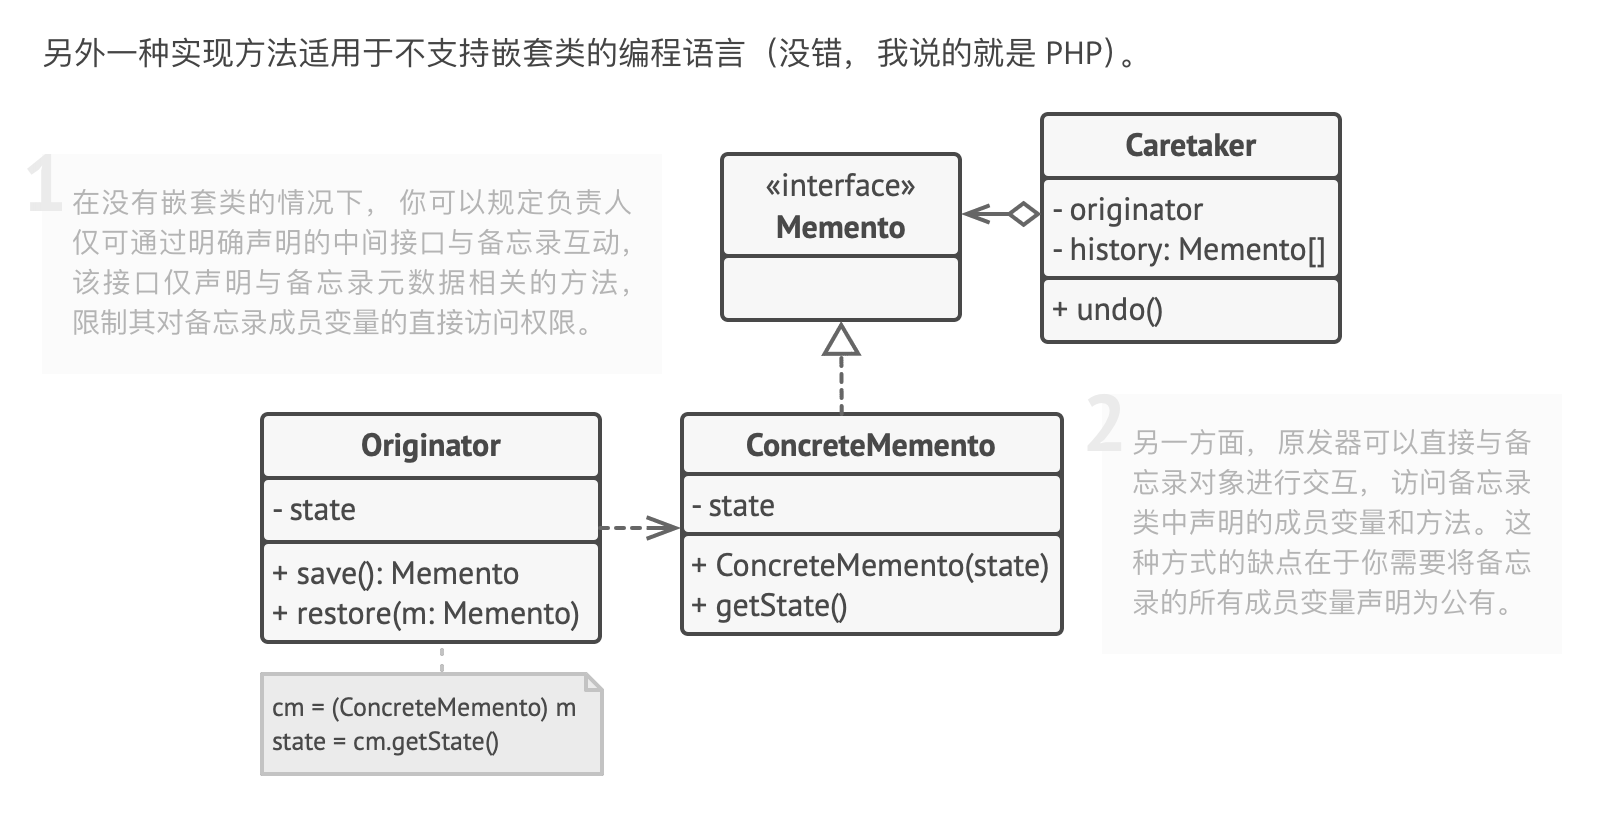 另外一种实现方法适用于不支持嵌套类的编程语言（没错，我说的就是 PHP）。
1
在没有嵌套类的情况下，你可以规定负责人
仅可通过明确声明的中间接口与备忘录互动，
该接口仅声明与备忘录元数据相关的方法，
限制其对备忘录成员变量的直接访问权限。
«interface»
Memento
Caretaker
- originator
- history: Memento[]
+ undo()
Originator
- state
+ save(): Memento
+ restore(m: Memento)
cm = (ConcreteMemento) m
state = cm.getState()
ConcreteMemento
- state
+ ConcreteMemento(state)
+ getState()
2
另一方面，原发器可以直接与备
忘录对象进行交互，访问备忘录
类中声明的成员变量和方法。这
种方式的缺点在于你需要将备忘
录的所有成员变量声明为公有。